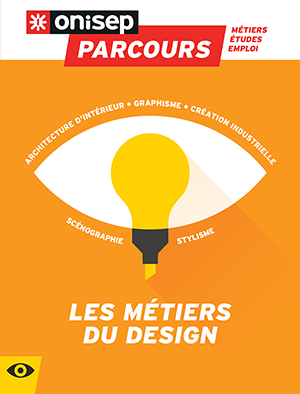 onisep
PARCOURS
MÉTIERS
ÉTUDES
EMPLOI
ARCHITECTURE D'INTÉRIEUR • GRAPHISME • CRÉATION INDUSTRIELLE
SCÉNOGRAPHIE
STYLISME
LES MÉTIERS
DU DESIGN